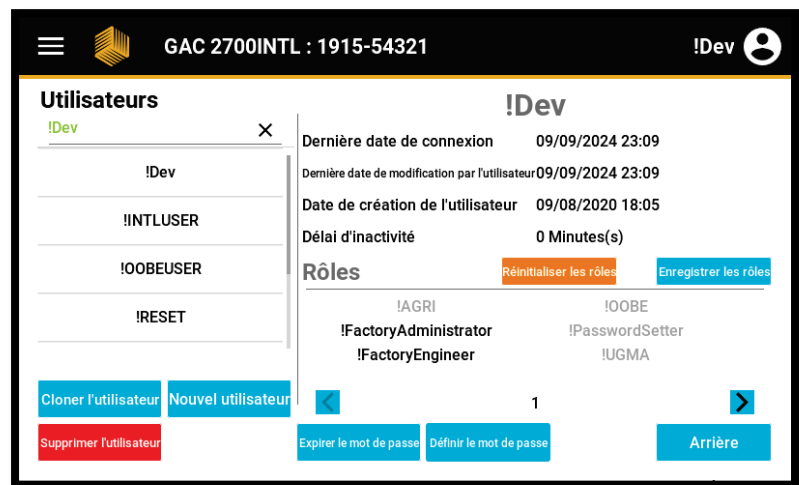 GAC 2700INTL : 1915-54321
!Dev
Utilisateurs
!Dev
!Dev
!INTLUSER
!OOBEUSER
!RESET
Cloner l'utilisateur
Nouvel utilisateur
Supprimer l'utilisateur
!Dev
Dernière date de connexion 09/09/2024 23:09
Dernière date de modification par l'utilisateur 09/09/2024 23:09
Date de création de l'utilisateur 09/08/2020 18:05
Délai d'inactivité 0 Minutes(s)
Rôles
Réinitialiser les rôles
Enregistrer les rôles
!AGRI !OOBE
!FactoryAdministrator !PasswordSetter
!FactoryEngineer !UGMA
1
Expirer le mot de passe
Définir le mot de passe
Arrière